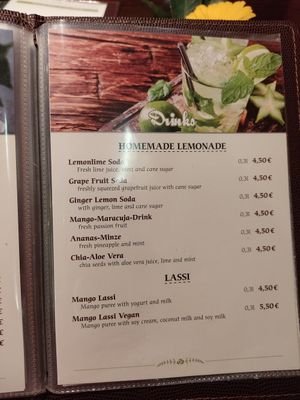 Drinks
HOMEMADE LEMONADE
Lemonlime Soda 0,3l 4,50 €
Fresh lime juice, mint and cane sugar
Grape Fruit Soda 0,3l 4,50 €
freshly squeezed grapefruit juice with cane sugar
Ginger Lemon Soda 0,3l 4,50 €
with ginger, lime and cane sugar
Mango-Maracuja-Drink 0,3l 4,50 €
fresh passion fruit
Ananas-Minze 0,3l 4,50 €
fresh pineapple and mint
Chia-Aloe Vera 0,3l 4,50 €
chia seeds with aloe vera juice, lime and mint
LASSI
Mango Lassi 0,3l 4,50 €
Mango puree with yogurt and milk
Mango Lassi Vegan 0,3l 5,50 €
Mango puree with soy cream, coconut milk and soy milk